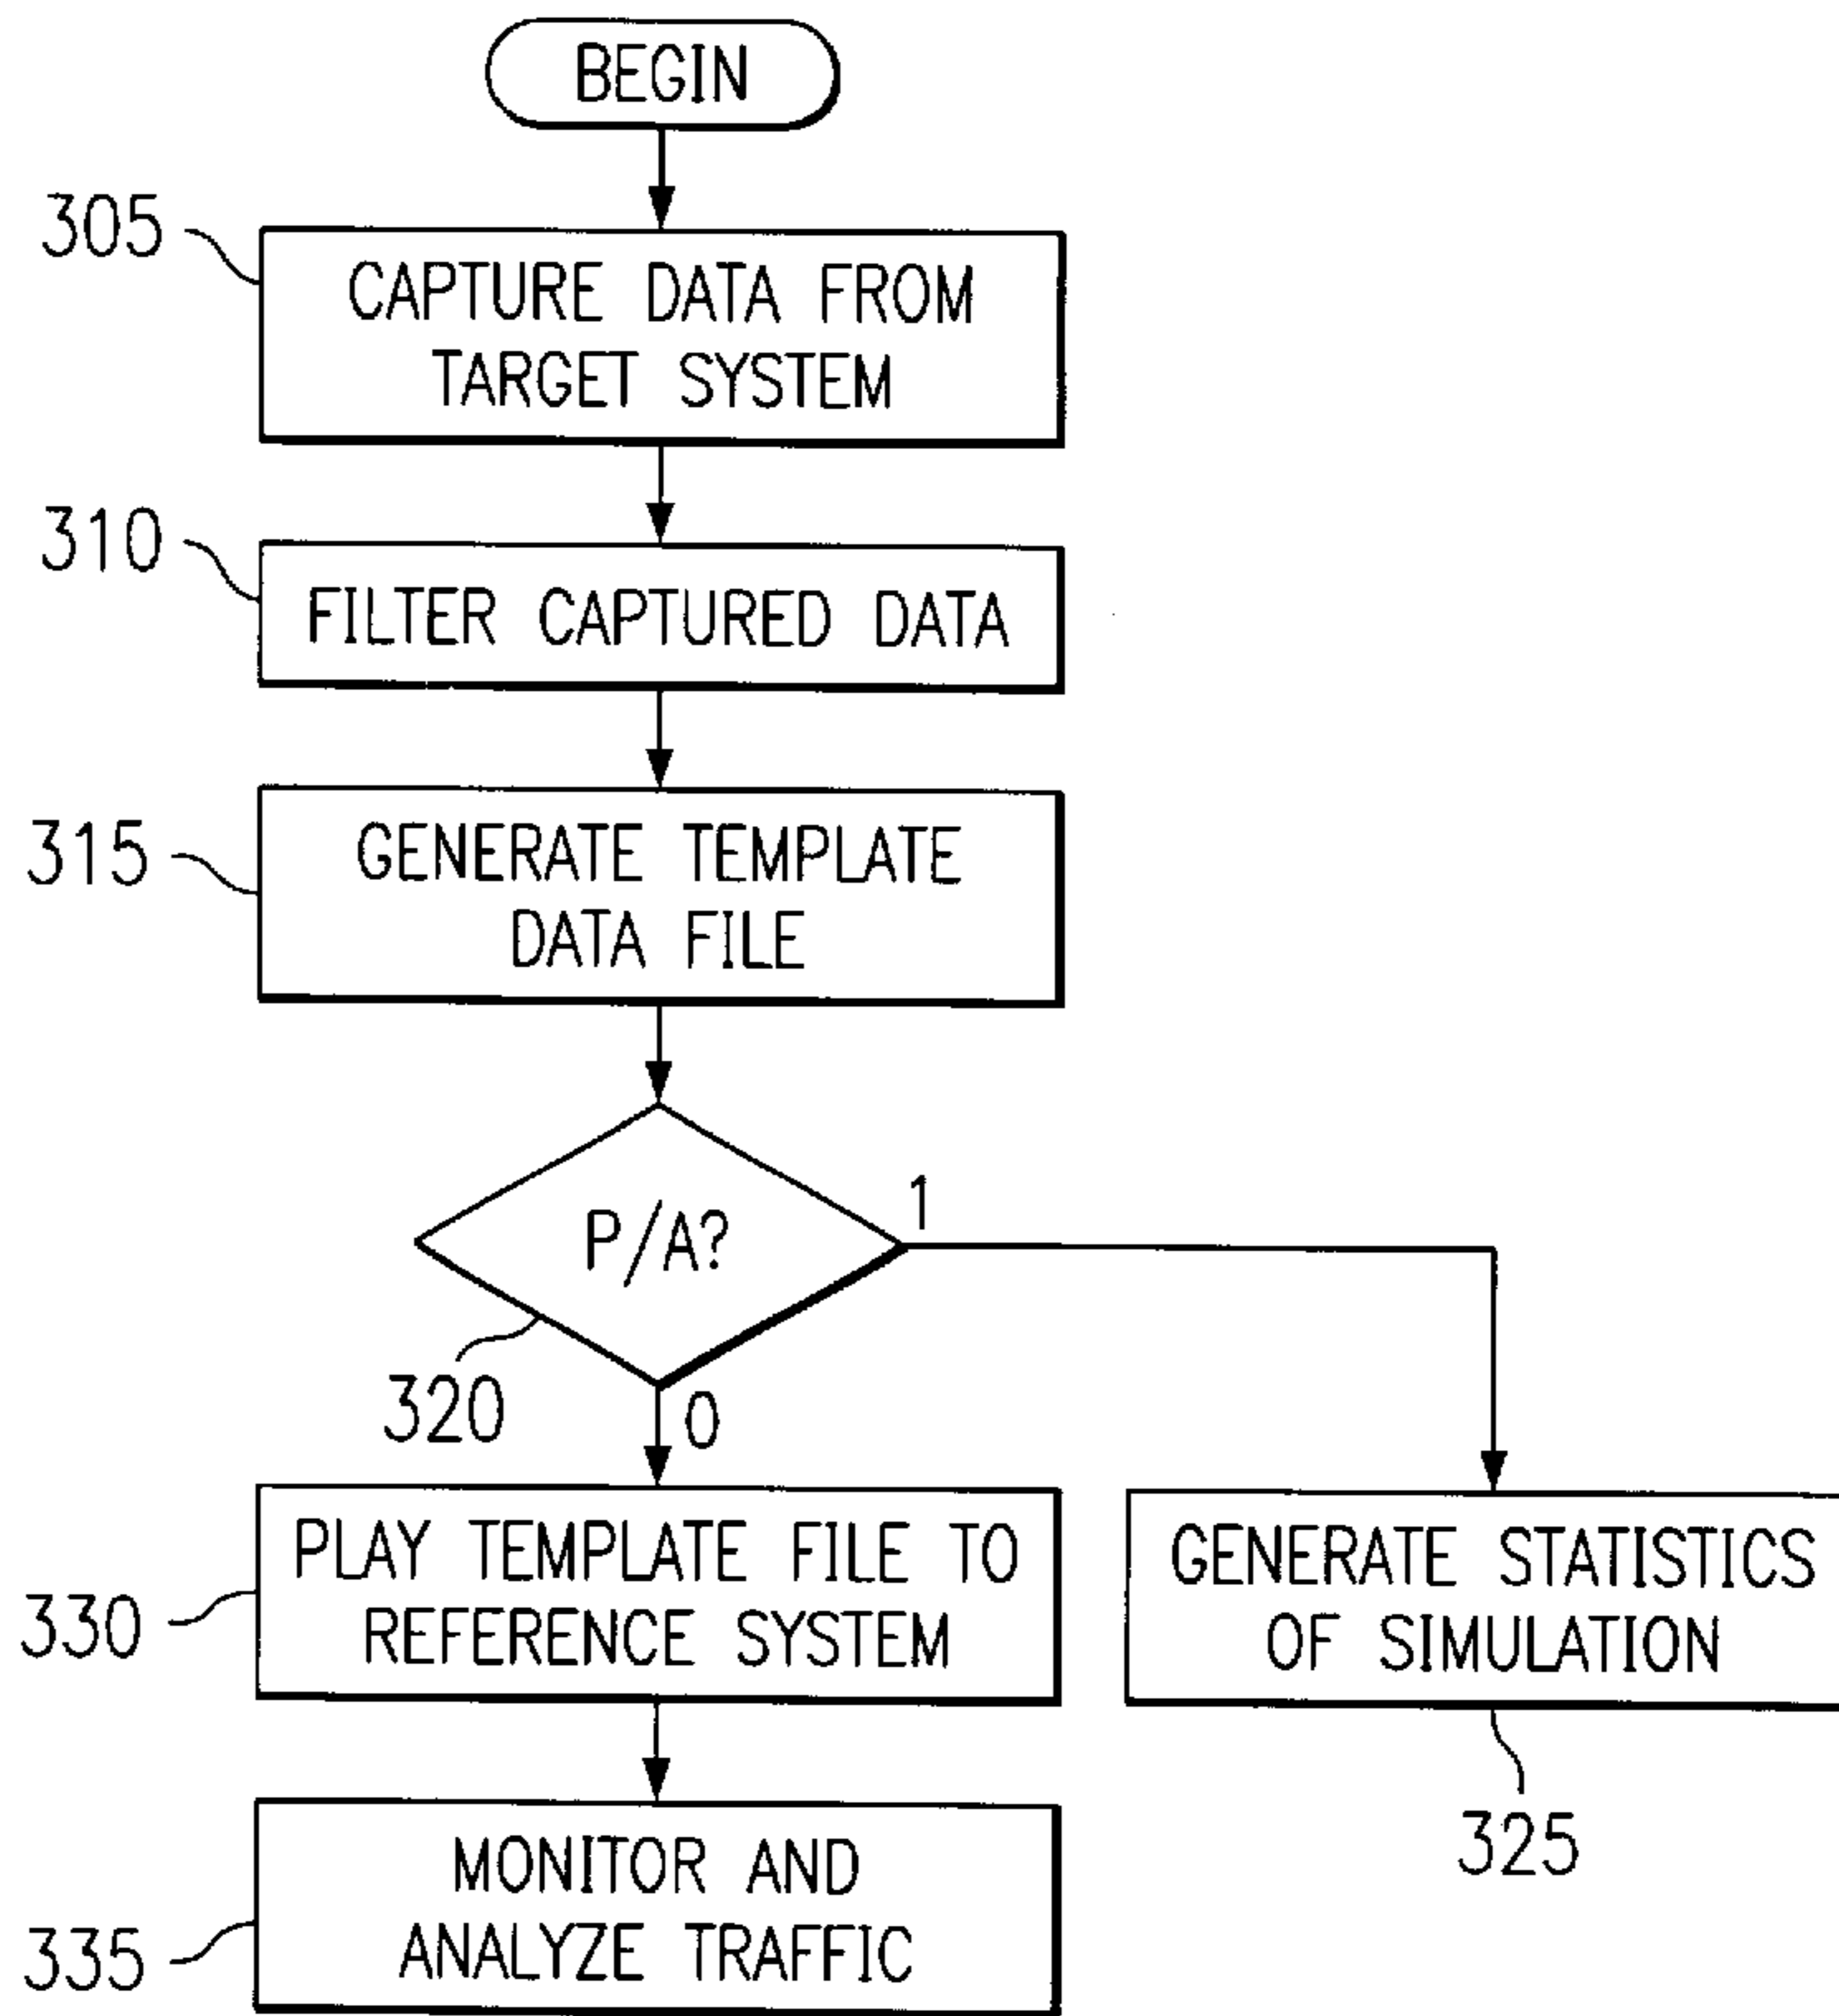 BEGIN
305
CAPTURE DATA FROM
TARGET SYSTEM
310
FILTER CAPTURED DATA
315
GENERATE TEMPLATE
DATA FILE
P/A?
1
320
0
PLAY TEMPLATE FILE TO
REFERENCE SYSTEM
330
GENERATE STATISTICS
OF SIMULATION
325
MONITOR AND
ANALYZE TRAFFIC
335